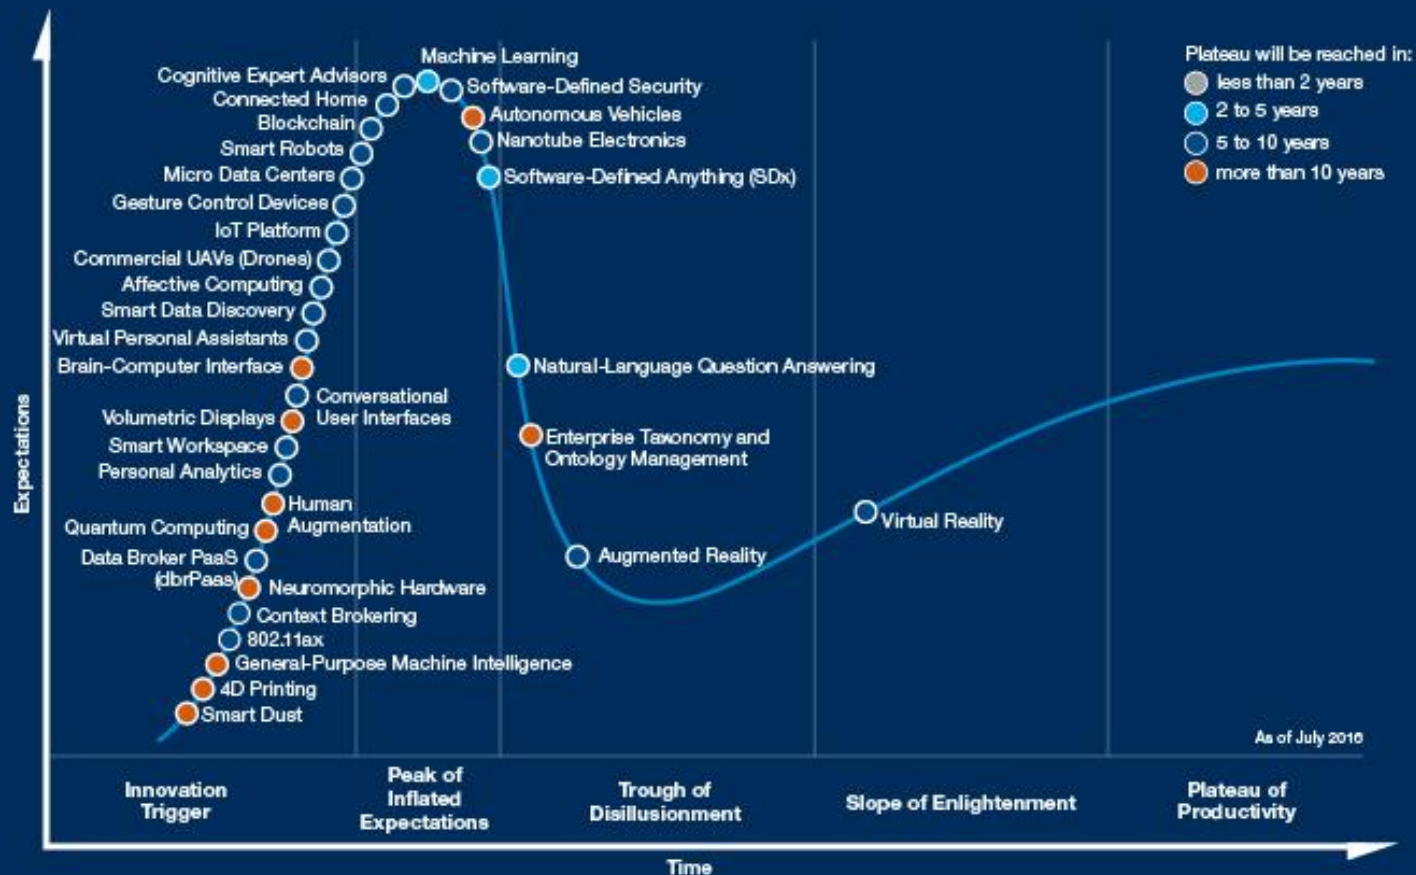 Machine Learning
Cognitive Expert Advisors
Software-Defined Security
Connected Home
Autonomous Vehicles
Blockchain
Nanotube Electronics
Smart Robots
Micro Data Centers
Software-Defined Anything (SDx)
Gesture Control Devices
IoT Platform
Commercial UAVs (Drones)
Affective Computing
Smart Data Discovery
Virtual Personal Assistants
Brain-Computer Interface
Natural-Language Question Answering
Conversational
User Interfaces
Volumetric Displays
Smart Workspace
Enterprise Taxonomy and
Ontology Management
Personal Analytics
Human
Augmentation
Quantum Computing
Virtual Reality
Data Broker PaaS
(dbrPaas)
Augmented Reality
Neuromorphic Hardware
Context Brokering
802.11ax
General-Purpose Machine Intelligence
4D Printing
Smart Dust
Plateau will be reached in:
less than 2 years
2 to 5 years
5 to 10 years
more than 10 years
As of July 2016
Expectations
Innovation
Trigger
Peak of
Inflated
Expectations
Trough of
Disillusionment
Slope of Enlightenment
Plateau of
Productivity
Time